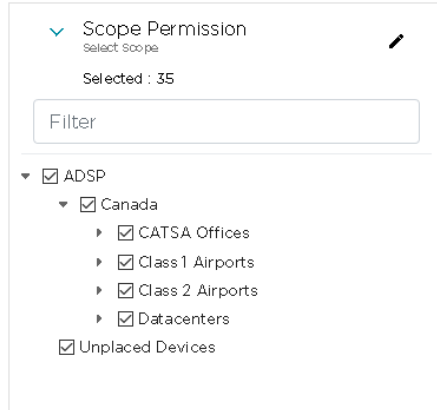 Scope Permission
Select Scope
Selected : 35
Filter
ADSP
Canada
CATSA Offices
Class 1 Airports
Class 2 Airports
Datacenters
Unplaced Devices